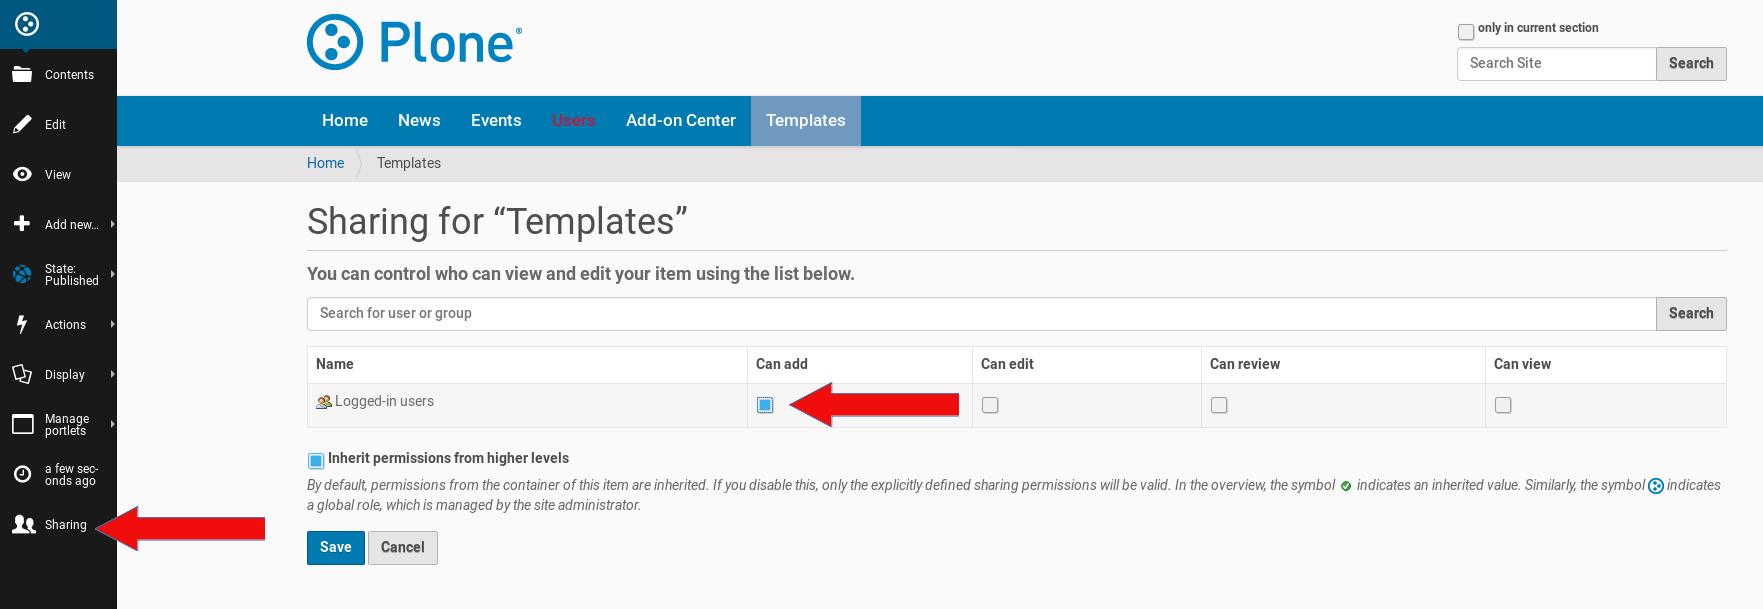 Plone®
only in current section
Search Site
Search
Contents
Edit
View
Add new...
State:
Published
Actions
Display
Manage
portlets
a few sec-
onds ago
Sharing
Home
News
Events
Users
Add-on Center
Templates
Home
Templates
Sharing for “Templates”
You can control who can view and edit your item using the list below.
Search for user or group
Search
Name
Can add
Can edit
Can review
Can view
Logged-in users
Inherit permissions from higher levels
By default, permissions from the container of this item are inherited. If you disable this, only the explicitly defined sharing permissions will be valid. In the overview, the symbol indicates an inherited value. Similarly, the symbol indicates
a global role, which is managed by the site administrator.
Save
Cancel